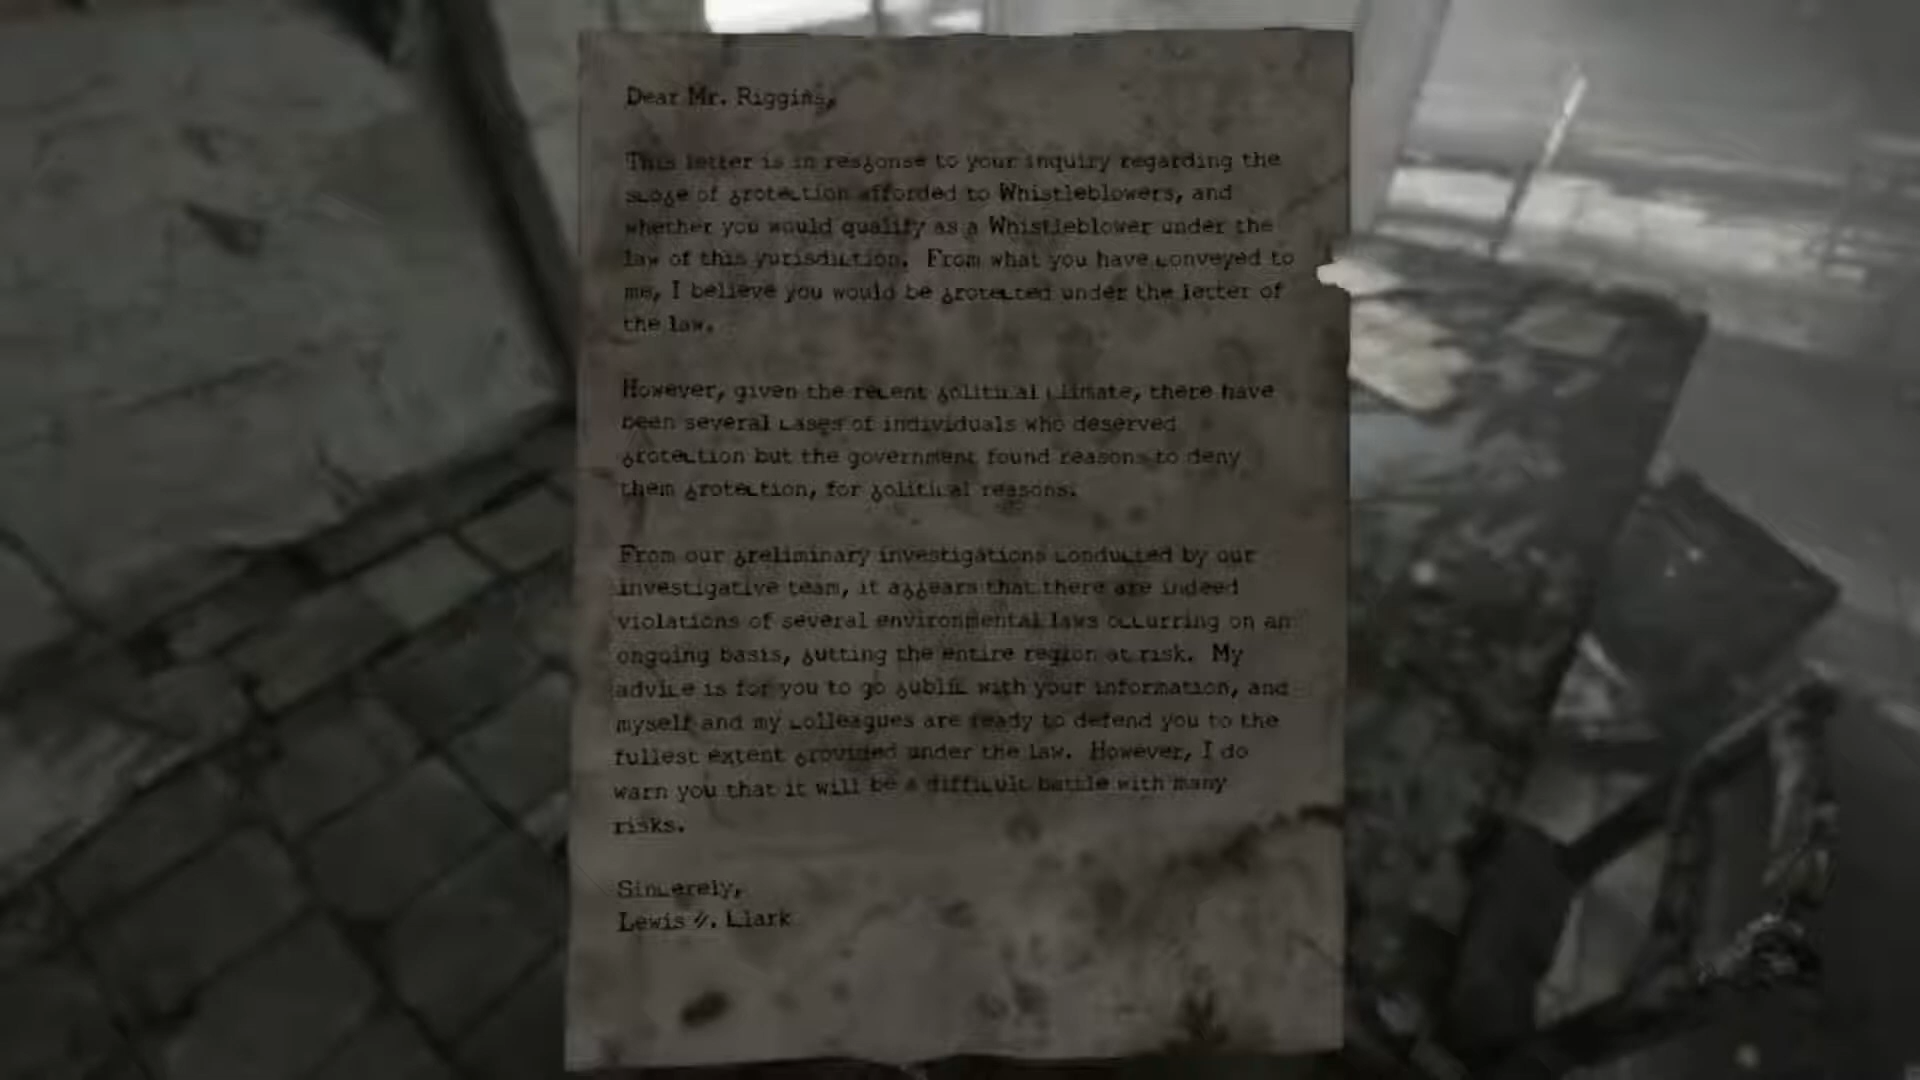 Dear Mr. Riggins,
This letter is in response to your inquiry regarding the
scope of protection afforded to Whistleblowers, and
whether you would qualify as a Whistleblower under the
law of this jurisdiction. From what you have conveyed to
me, I believe you would be protected under the letter of
the law.
However, given the recent political climate, there have
been several cases of individuals who deserved
protection but the government found reasons to deny
them protection, for political reasons.
From our preliminary investigations conducted by our
investigative team, it appears that there are indeed
violations of several environmental laws occurring on an
ongoing basis, putting the entire region at risk. My
advice is for you to go public with your information, and
myself and my colleagues are ready to defend you to the
fullest extent provided under the law. However, I do
warn you that it will be a difficult battle with many
risks.
Sincerely,
Lewis Clark